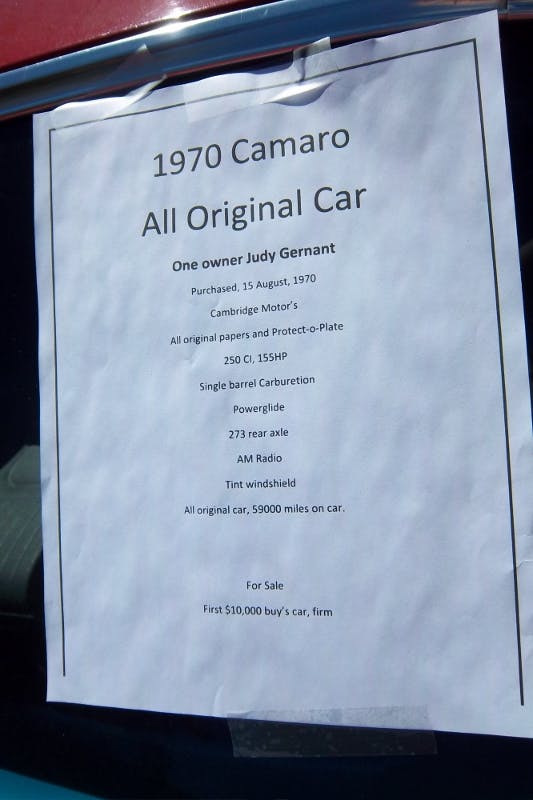 1970 Camaro
All Original Car
One owner Judy Gernant
Purchased, 15 August, 1970
Cambridge Motor's
All original papers and Protect-o-Plate
250 CI, 155HP
Single barrel Carburetion
Powerglide
273 rear axle
AM Radio
Tint windshield
All original car, 59000 miles on car.
For Sale
First $10,000 buy's car, firm